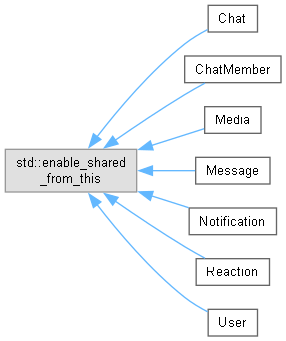 Chat
ChatMember
Media
std::enable_shared
_from_this
Message
Notification
Reaction
User